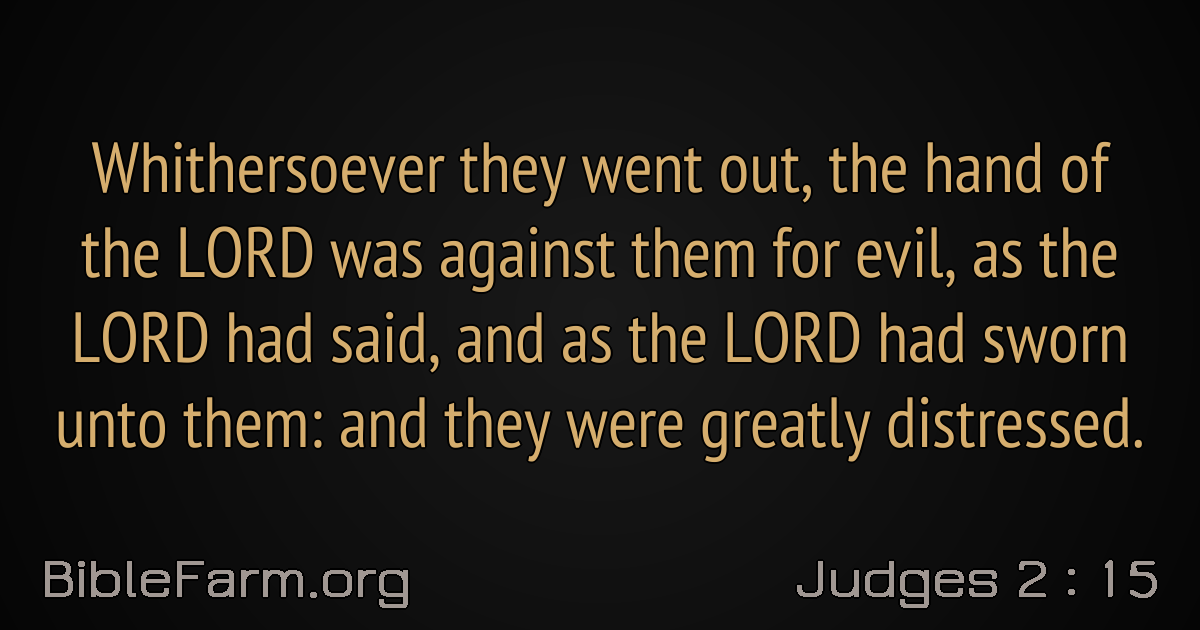 Whithersoever they went out, the hand of
the LORD was against them for evil, as the
LORD had said, and as the LORD had sworn
unto them: and they were greatly distressed.
BibleFarm.org
Judges 2 : 15